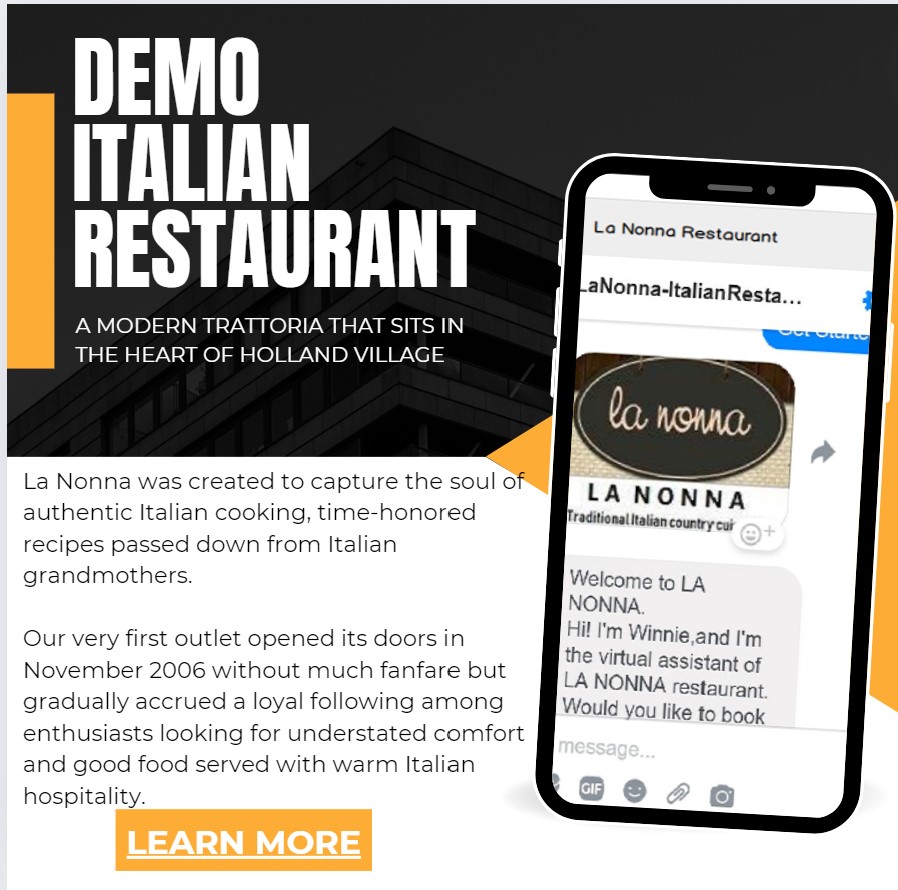 DEMO
ITALIAN
RESTAURANT
A MODERN TRATTORIA THAT SITS IN
THE HEART OF HOLLAND VILLAGE
La Nonna was created to capture the soul of
authentic Italian cooking, time-honored
recipes passed down from Italian
grandmothers.
Our very first outlet opened its doors in
November 2006 without much fanfare but
gradually accrued a loyal following among
enthusiasts looking for understated comfort
and good food served with warm Italian
hospitality.
LEARN MORE
La Nonna Restaurant
LaNonna-ItalianResta...
Get Starte
la nonna
LA NONNA
Traditional Italian country cui
Welcome to LA
NONNA.
Hi! I'm Winnie,and I'm
the virtual assistant of
LA NONNA restaurant.
Would you like to book
message...
GIF